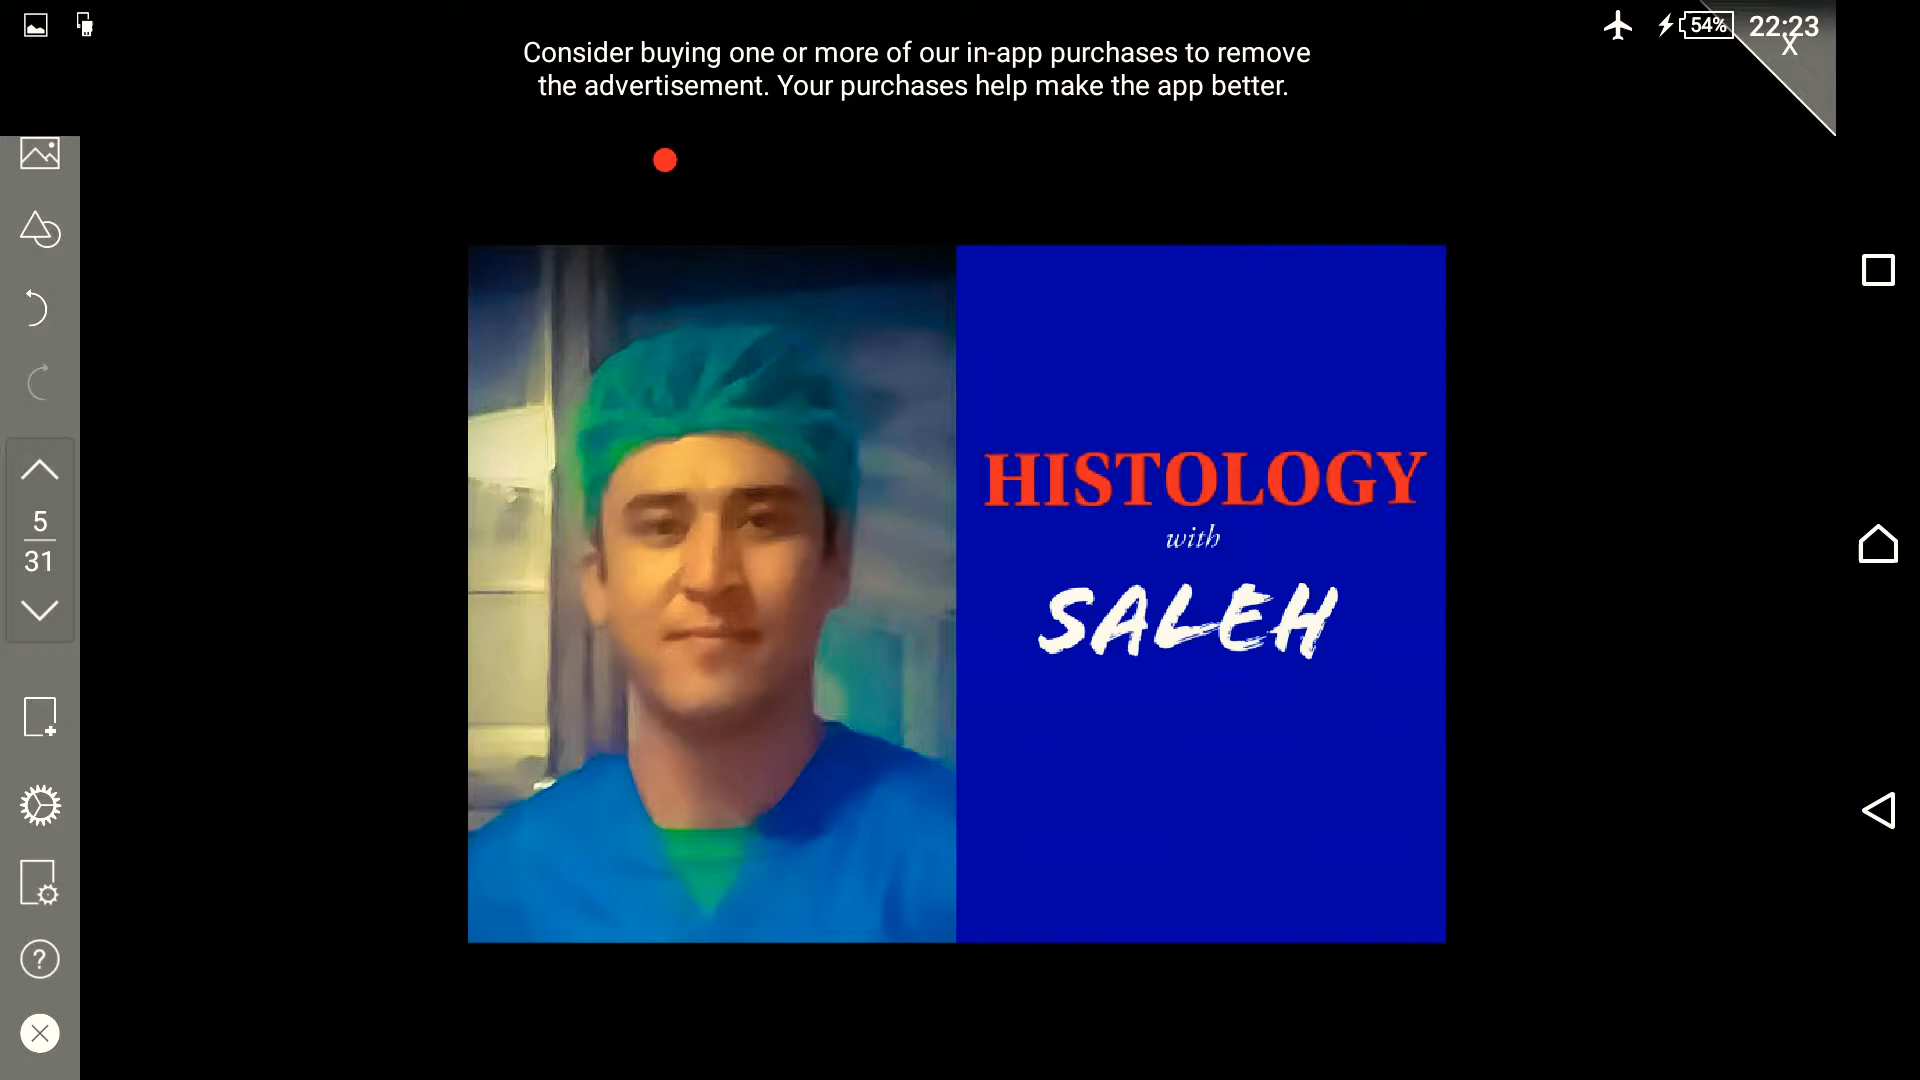 54% 22:23
X
Consider buying one or more of our in-app purchases to remove
the advertisement. Your purchases help make the app better.
5
31
?
HISTOLOGY
with
SALEH